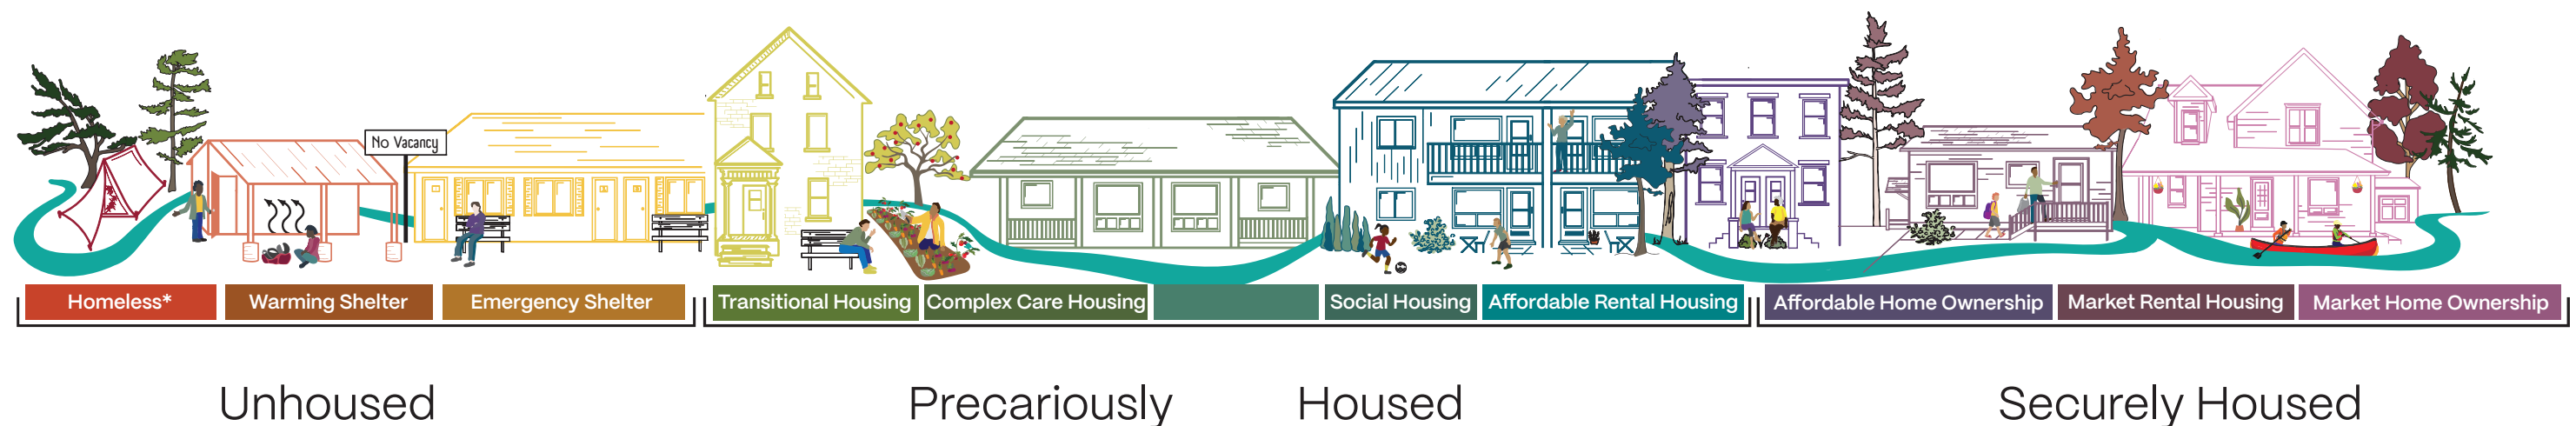 No Vacancy
Homeless*
Warming Shelter
Emergency Shelter
Transitional Housing
Complex Care Housing
Social Housing
Affordable Rental Housing
Affordable Home Ownership
Market Rental Housing
Market Home Ownership
Unhoused
Precariously Housed
Securely Housed